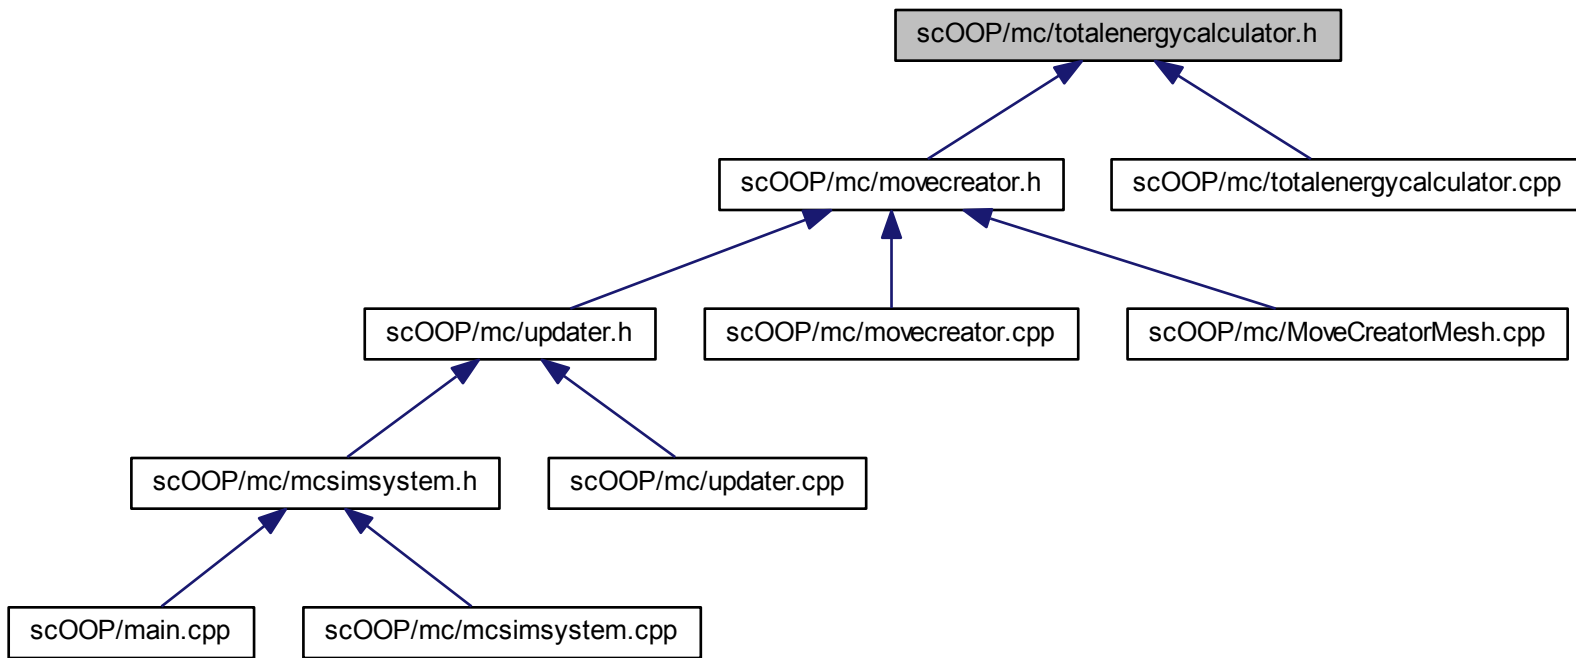 scOOP/mc/totalenergycalculator.h
scOOP/mc/movecreator.h
scOOP/mc/totalenergycalculator.cpp
scOOP/mc/updater.h
scOOP/mc/movecreator.cpp
scOOP/mc/MoveCreatorMesh.cpp
scOOP/mc/mcsimsystem.h
scOOP/mc/updater.cpp
scOOP/main.cpp
scOOP/mc/mcsimsystem.cpp